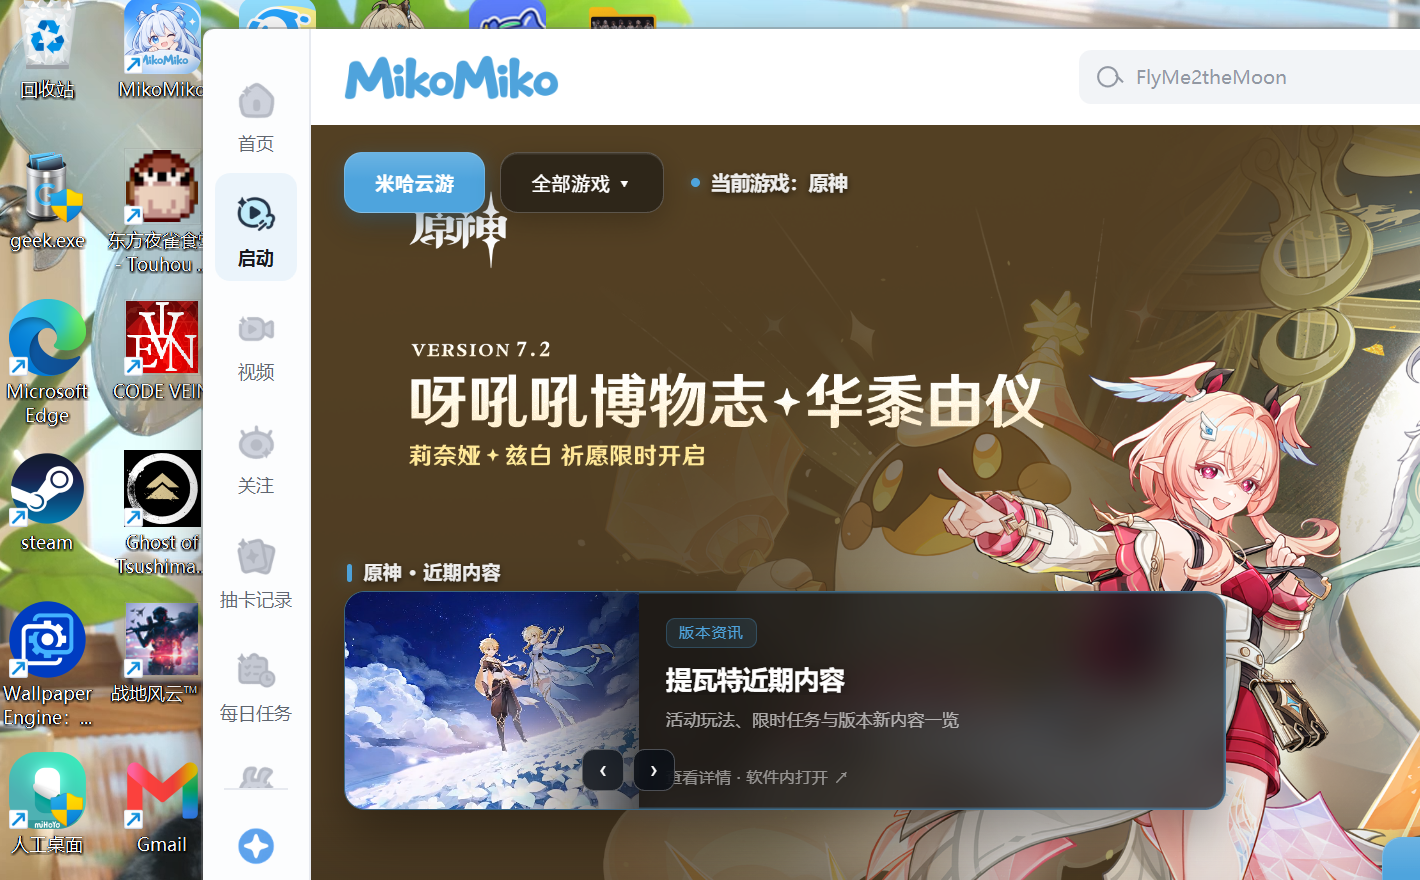 回收站
MikoMiko
geek.exe
东方夜雀食
- Touhou ...
Microsoft
Edge
CODE VEIN
steam
Ghost of
Tsushima...
Wallpaper
Engine: ...
战地风云™
miHoYo
人工桌面
Gmail
首页
启动
视频
关注
抽卡记录
每日任务
MikoMiko
FlyMe2theMoon
米哈云游
全部游戏 ▾
当前游戏：原神
原神
VERSION 7.2
呀吼吼博物志✦华黍由仪
莉奈娅✦兹白 祈愿限时开启
原神 · 近期内容
版本资讯
提瓦特近期内容
活动玩法、限时任务与版本新内容一览
查看详情 · 软件内打开 ↗